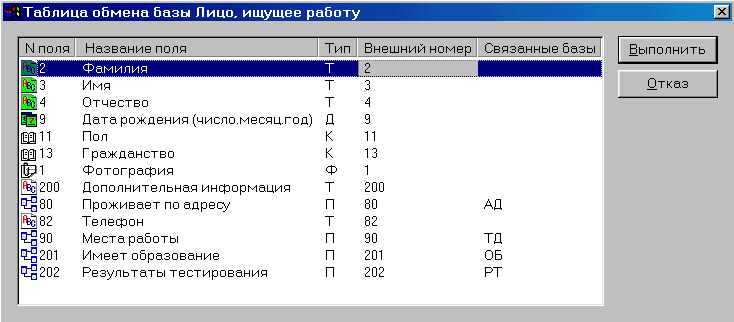 Таблица обмена базы Лицо, ищущее работу
N поля Название поля Тип Внешний номер Связанные базы
2 Фамилия Т 2
3 Имя Т 3
4 Отчество Т 4
9 Дата рождения (число.месяц.год) Д 9
11 Пол К 11
13 Гражданство К 13
1 Фотография Ф 1
200 Дополнительная информация Т 200
80 Проживает по адресу П 80 АД
82 Телефон Т 82
90 Места работы П 90 ТД
201 Имеет образование П 201 ОБ
202 Результаты тестирования П 202 РТ
Выполнить
Отказ